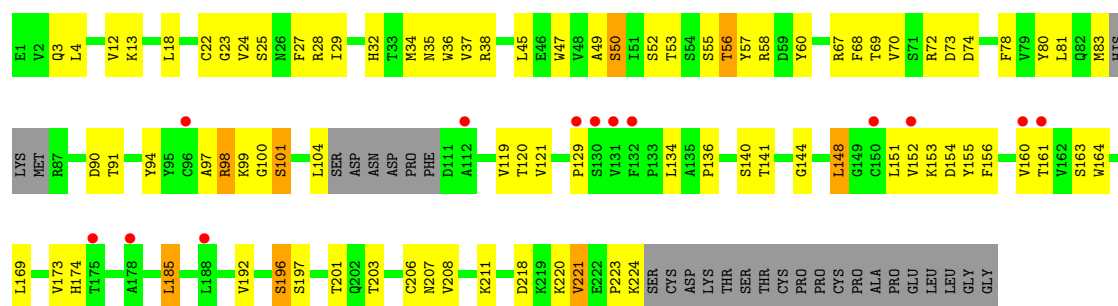 E1 V2 Q3 L4 V12 K13 L18 C22 G23 V24 S25 N26 F27 R28 I29 H32 T33 M34 N35 W36 V37 R38 L45 E46 W47 V48 A49 S50 I51 S52 T53 S54 S55 T56 Y57 R58 D59 Y60 R67 F68 T69 V70 S71 R72 D73 D74 F78 V79 Y80 L81 Q82 M83 HIS
LYS MET R87 D90 T91 Y94 Y95 C96 A97 R98 K99 G100 S101 L104 SER ASP ASN ASP PRO PHE D111 A112 V119 T120 V121 P129 S130 V131 F132 P133 L134 A135 P136 S140 T141 G144 L148 G149 C150 L151 V152 K153 D154 Y155 F156 V160 T161 V162 S163 W164
L169 V173 H174 T175 A178 L185 L188 V192 S196 S197 T201 Q202 T203 C206 N207 V208 K211 D218 K219 K220 V221 E222 P223 K224 SER CYS ASP LYS THR SER THR CYS PRO PRO CYS PRO ALA PRO GLU LEU LEU GLY GLY